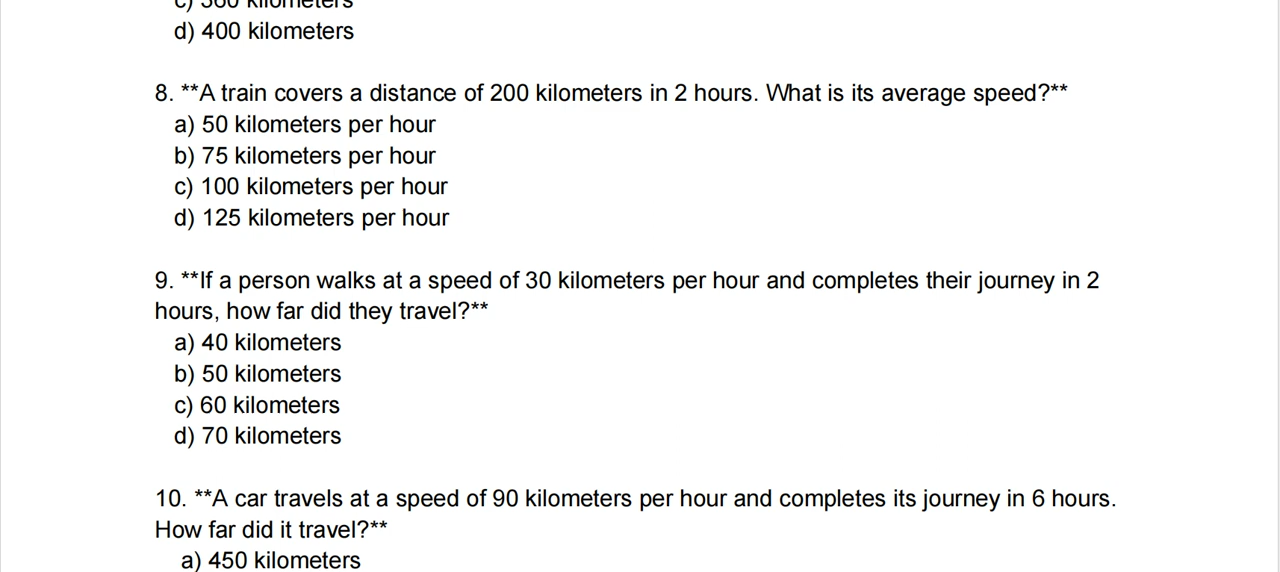 c) 360 kilometers
d) 400 kilometers
8. **A train covers a distance of 200 kilometers in 2 hours. What is its average speed?**
a) 50 kilometers per hour
b) 75 kilometers per hour
c) 100 kilometers per hour
d) 125 kilometers per hour
9. **If a person walks at a speed of 30 kilometers per hour and completes their journey in 2
hours, how far did they travel?**
a) 40 kilometers
b) 50 kilometers
c) 60 kilometers
d) 70 kilometers
10. **A car travels at a speed of 90 kilometers per hour and completes its journey in 6 hours.
How far did it travel?**
a) 450 kilometers